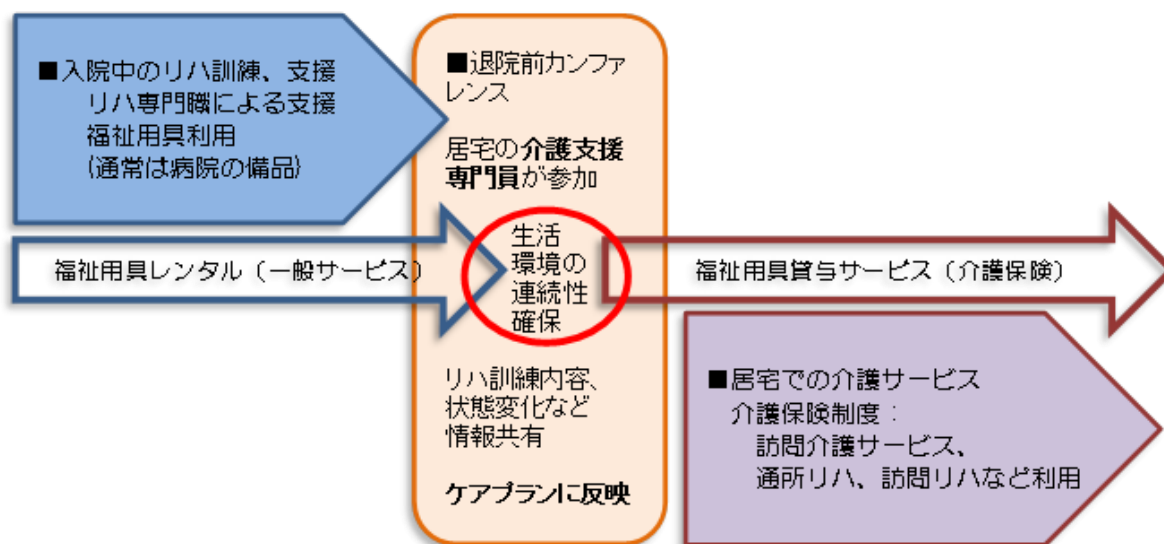 ■入院中のリハ訓練、支援
リハ専門職による支援
福祉用具利用
(通常は病院の備品)
福祉用具レンタル（一般サービス）
■退院前カンファ
レンス
居宅の介護支援
専門員が参加
生活
環境の
連続性
確保
リハ訓練内容、
状態変化など
情報共有
ケアプランに反映
福祉用具貸与サービス（介護保険）
■居宅での介護サービス
介護保険制度：
訪問介護サービス、
通所リハ、訪問リハなど利用